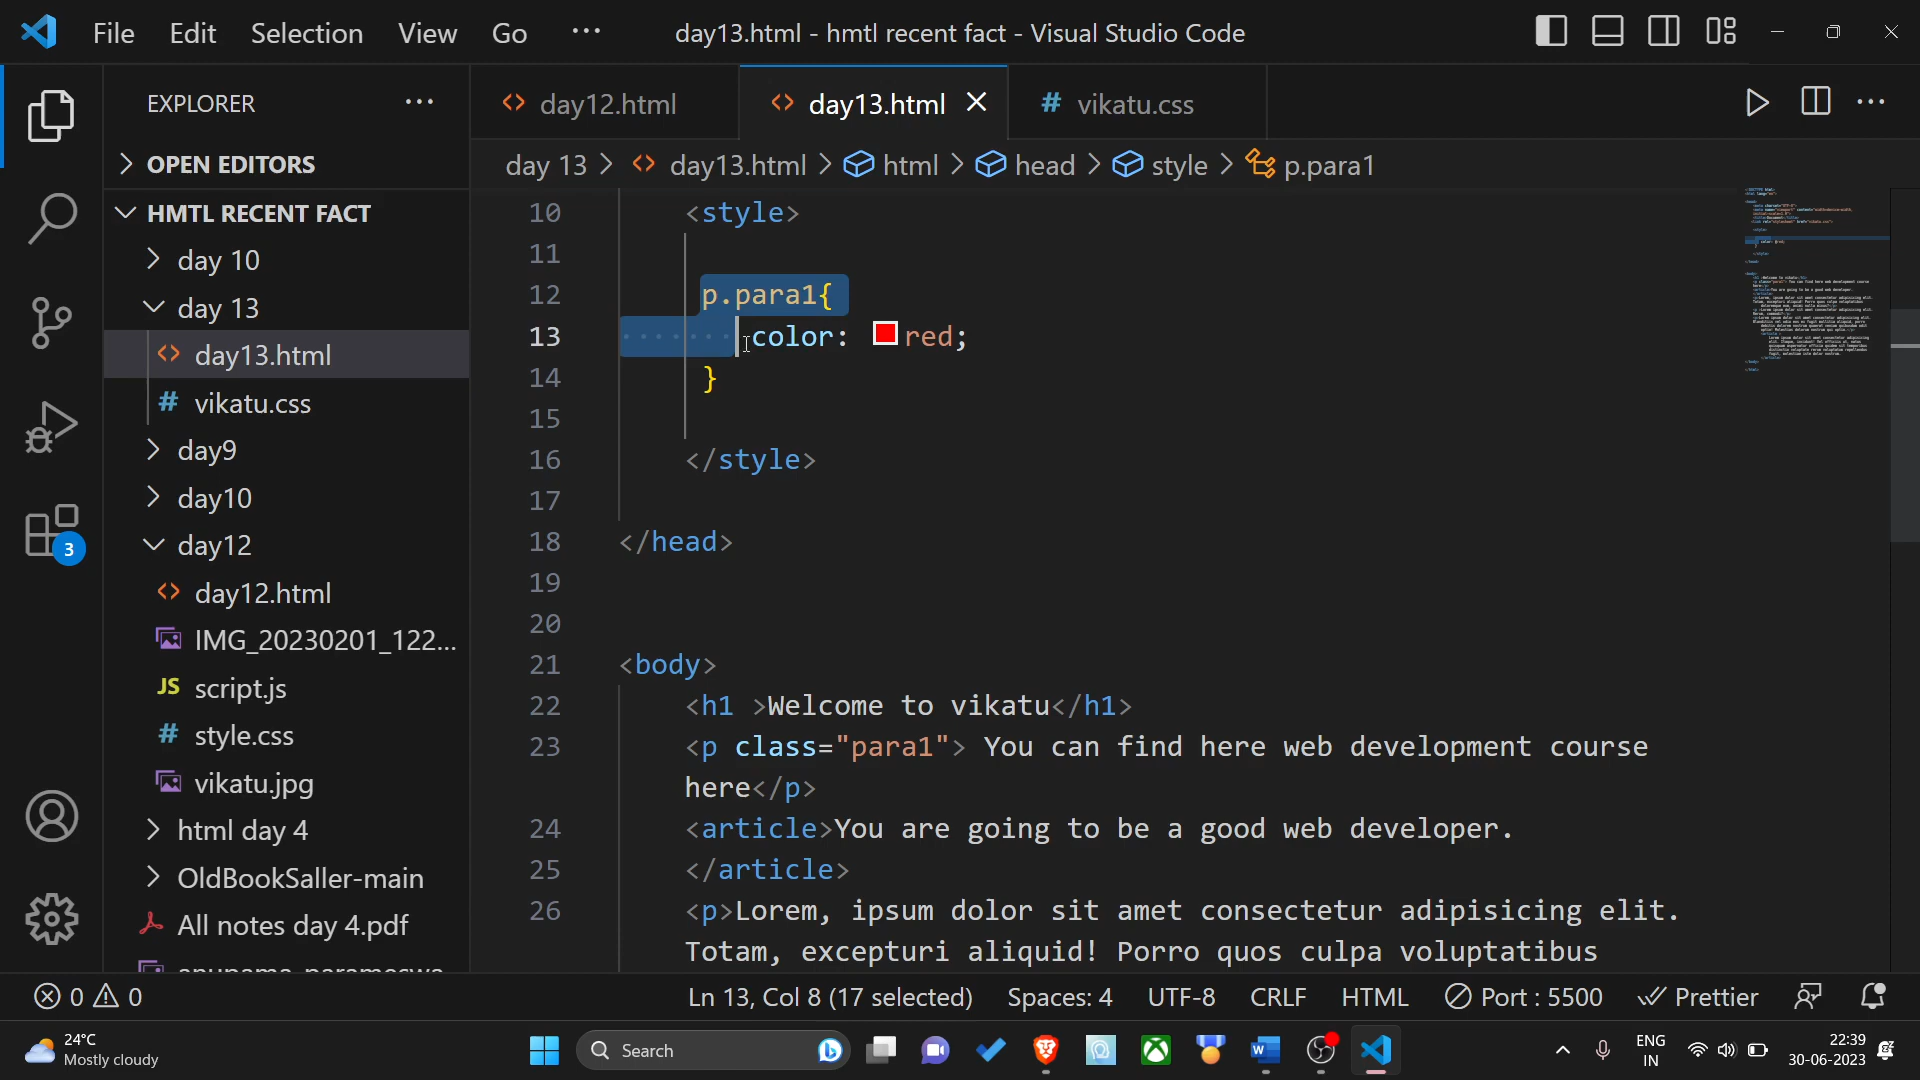 File Edit Selection View Go ··· day13.html - hmtl recent fact - Visual Studio Code
EXPLORER ···
day12.html day13.html # vikatu.css
OPEN EDITORS
day 13 > day13.html > html > head > style > p.para1
HMTL RECENT FACT
day 10
day 13
day13.html
# vikatu.css
day9
day10
day12
day12.html
IMG_20230201_122...
JS script.js
# style.css
vikatu.jpg
html day 4
OldBookSaller-main
All notes day 4.pdf
3
10 <style>
11
12 p.para1{
13 color: red;
14 }
15
16 </style>
17
18 </head>
19
20
21 <body>
22 <h1 >Welcome to vikatu</h1>
23 <p class="para1"> You can find here web development course
here</p>
24 <article>You are going to be a good web developer.
25 </article>
26 <p>Lorem, ipsum dolor sit amet consectetur adipisicing elit.
Totam, excepturi aliquid! Porro quos culpa voluptatibus
0 0 Ln 13, Col 8 (17 selected) Spaces: 4 UTF-8 CRLF HTML Port : 5500 Prettier
24°C
Mostly cloudy
Search
ENG
IN
22:39
30-06-2023